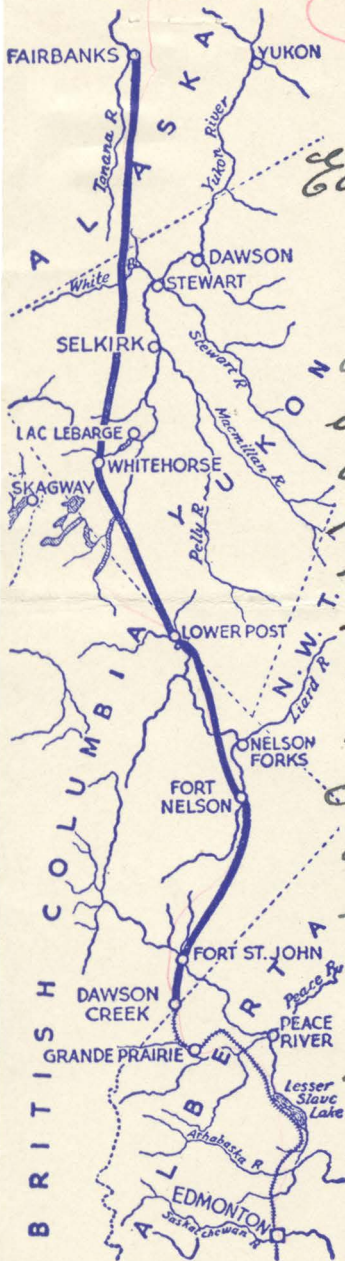 FAIRBANKS
YUKON
Tanana R
Yukon River
ALASKA
DAWSON
White R
STEWART
SELKIRK
Stewart R
Macmillan R
YUKON
LAC LEBARGE
WHITEHORSE
SKAGWAY
Pelly R
LOWER POST
N.W.T.
Liard R
NELSON
FORKS
FORT
NELSON
BRITISH COLUMBIA
FORT ST. JOHN
DAWSON
CREEK
Peace R
PEACE
RIVER
GRANDE PRAIRIE
ALBERTA
Lesser
Slave
Lake
Athabaska R
EDMONTON
Saskatchewan R